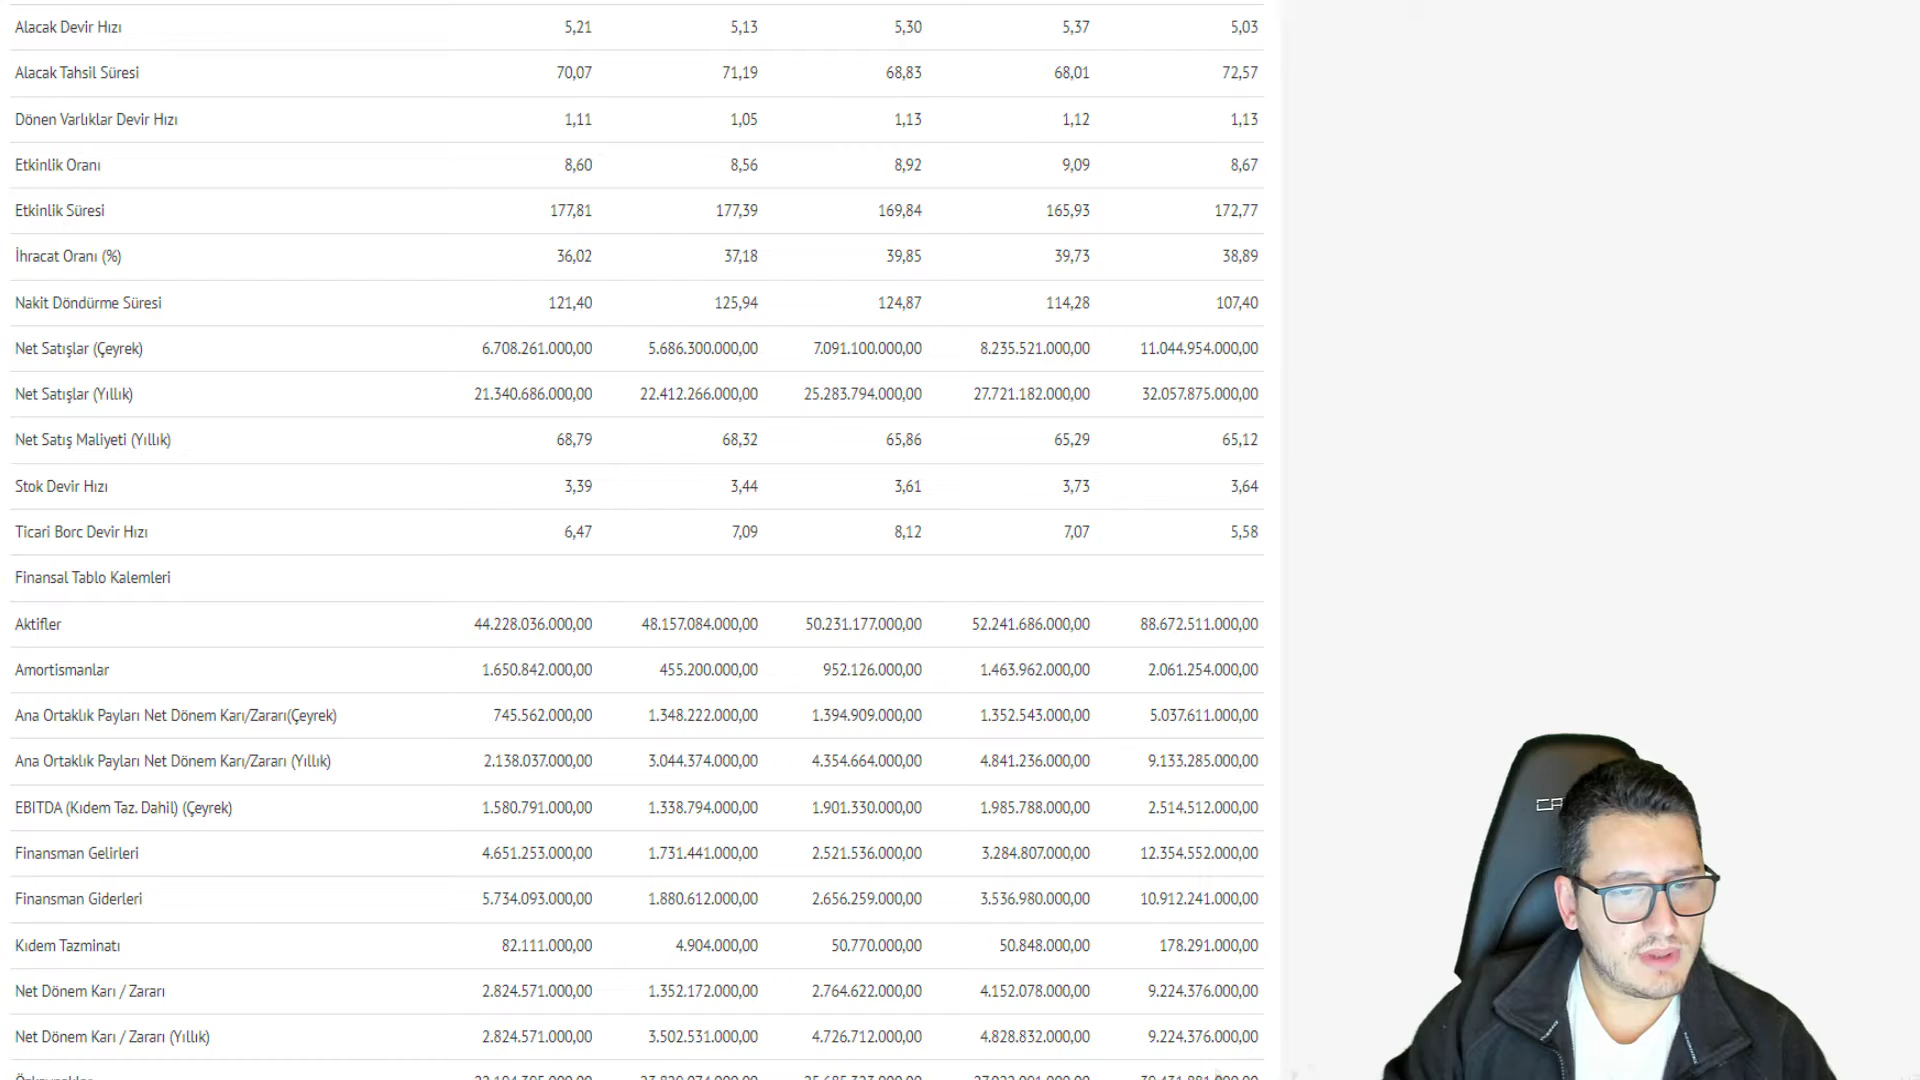 Alacak Devir Hızı 5,21 5,13 5,30 5,37 5,03
Alacak Tahsil Süresi 70,07 71,19 68,83 68,01 72,57
Dönen Varlıklar Devir Hızı 1,11 1,05 1,13 1,12 1,13
Etkinlik Oranı 8,60 8,56 8,92 9,09 8,67
Etkinlik Süresi 177,81 177,39 169,84 165,93 172,77
İhracat Oranı (%) 36,02 37,18 39,85 39,73 38,89
Nakit Döndürme Süresi 121,40 125,94 124,87 114,28 107,40
Net Satışlar (Çeyrek) 6.708.261.000,00 5.686.300.000,00 7.091.100.000,00 8.235.521.000,00 11.044.954.000,00
Net Satışlar (Yıllık) 21.340.686.000,00 22.412.266.000,00 25.283.794.000,00 27.721.182.000,00 32.057.875.000,00
Net Satış Maliyeti (Yıllık) 68,79 68,32 65,86 65,29 65,12
Stok Devir Hızı 3,39 3,44 3,61 3,73 3,64
Ticari Borc Devir Hızı 6,47 7,09 8,12 7,07 5,58
Finansal Tablo Kalemleri
Aktifler 44.228.036.000,00 48.157.084.000,00 50.231.177.000,00 52.241.686.000,00 88.672.511.000,00
Amortismanlar 1.650.842.000,00 455.200.000,00 952.126.000,00 1.463.962.000,00 2.061.254.000,00
Ana Ortaklık Payları Net Dönem Karı/Zararı(Çeyrek) 745.562.000,00 1.348.222.000,00 1.394.909.000,00 1.352.543.000,00 5.037.611.000,00
Ana Ortaklık Payları Net Dönem Karı/Zararı (Yıllık) 2.138.037.000,00 3.044.374.000,00 4.354.664.000,00 4.841.236.000,00 9.133.285.000,00
EBITDA (Kıdem Taz. Dahil) (Çeyrek) 1.580.791.000,00 1.338.794.000,00 1.901.330.000,00 1.985.788.000,00 2.514.512.000,00
Finansman Gelirleri 4.651.253.000,00 1.731.441.000,00 2.521.536.000,00 3.284.807.000,00 12.354.552.000,00
Finansman Giderleri 5.734.093.000,00 1.880.612.000,00 2.656.259.000,00 3.536.980.000,00 10.912.241.000,00
Kıdem Tazminatı 82.111.000,00 4.904.000,00 50.770.000,00 50.848.000,00 178.291.000,00
Net Dönem Karı / Zararı 2.824.571.000,00 1.352.172.000,00 2.764.622.000,00 4.152.078.000,00 9.224.376.000,00
Net Dönem Karı / Zararı (Yıllık) 2.824.571.000,00 3.502.531.000,00 4.726.712.000,00 4.828.832.000,00 9.224.376.000,00